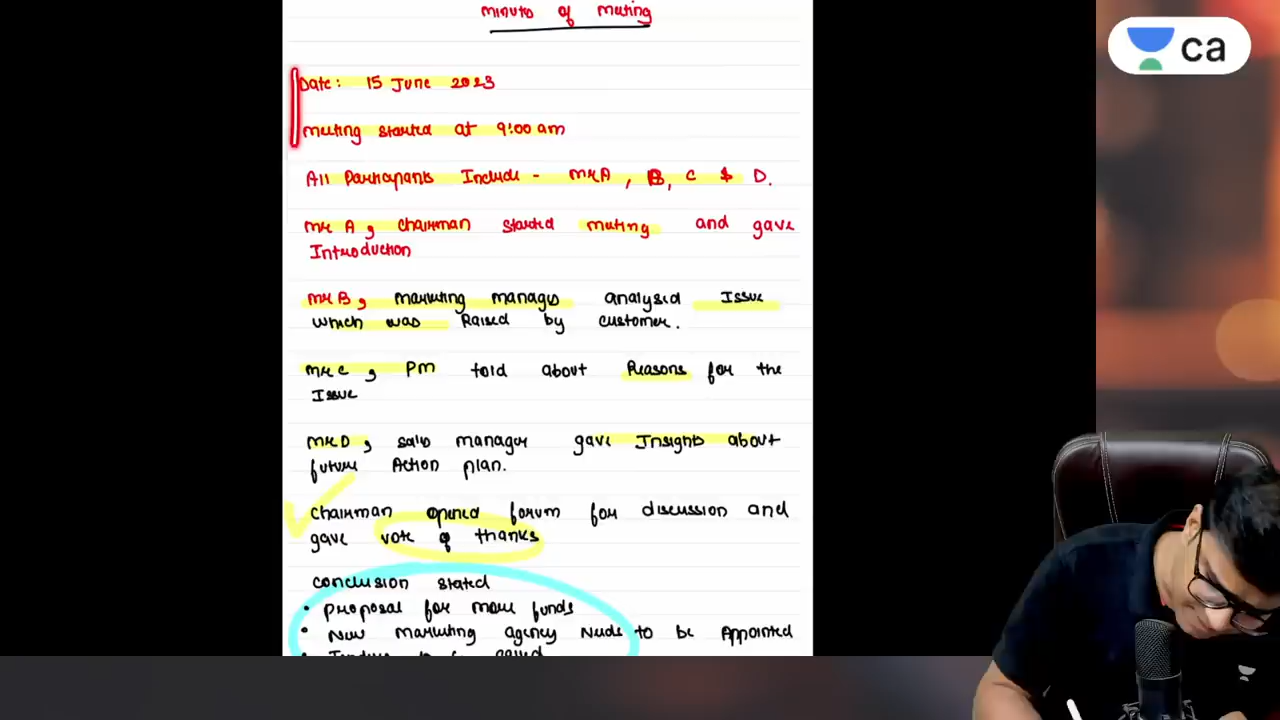 minute of meeting
ca
Date: 15 June 2023
meeting started at 9:00 am
All Participants Include - Mr A, B, C & D.
Mr A, chairman started meeting and gave
Introduction
Mr B, marketing manager analysed Issue
which was Raised by customer.
Mr C, PM told about Reasons for the
Issue
Mr D, sales manager gave Insights about
future Action plan.
chairman opened forum for discussion and
gave vote of thanks
conclusion stated
• Proposal for more funds
• New marketing agency Needs to be Appointed